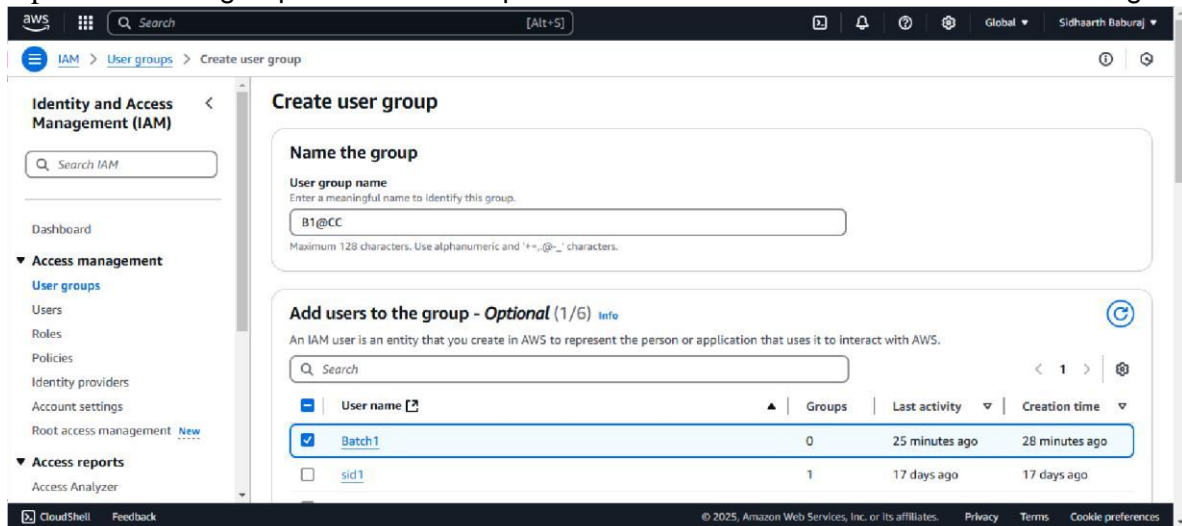 aws Search [Alt+S] Global Sidhaarth Baburaj
IAM > User groups > Create user group
Identity and Access Management (IAM)
Search IAM
Dashboard
Access management
User groups
Users
Roles
Policies
Identity providers
Account settings
Root access management New
Access reports
Access Analyzer
Create user group
Name the group
User group name
Enter a meaningful name to identify this group.
B1@CC
Maximum 128 characters. Use alphanumeric and '+=,.@-_' characters.
Add users to the group - Optional (1/6) Info
An IAM user is an entity that you create in AWS to represent the person or application that uses it to interact with AWS.
Search < 1 >
User name Groups Last activity Creation time
Batch1 0 25 minutes ago 28 minutes ago
sid1 1 17 days ago 17 days ago
CloudShell Feedback © 2025, Amazon Web Services, Inc. or its affiliates. Privacy Terms Cookie preferences